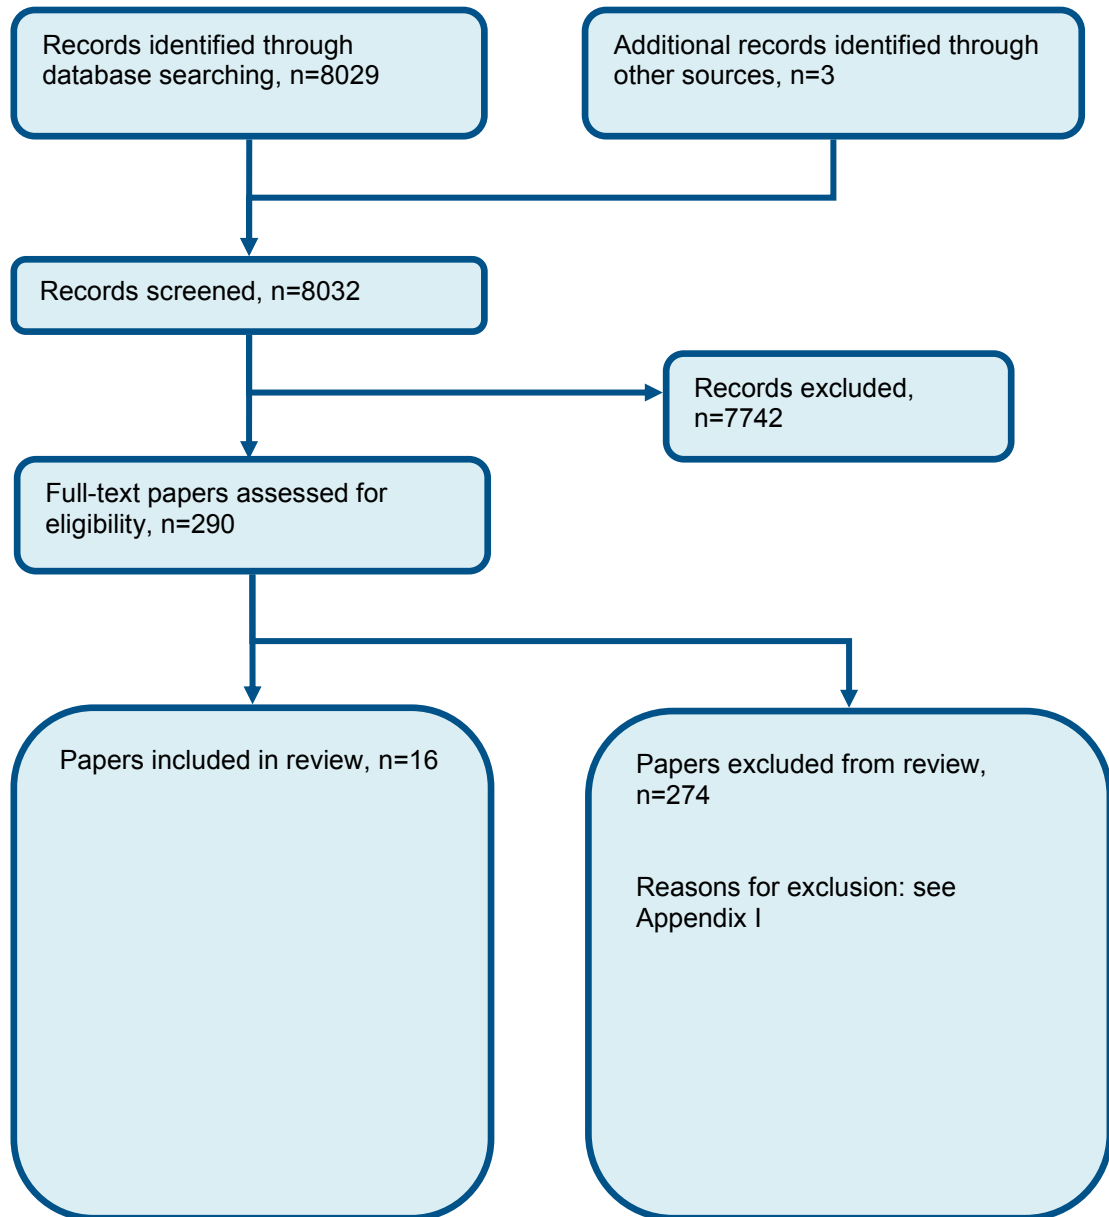 Records identified through
database searching, n=8029
Additional records identified through
other sources, n=3
Records screened, n=8032
Records excluded,
n=7742
Full-text papers assessed for
eligibility, n=290
Papers included in review, n=16
Papers excluded from review,
n=274
Reasons for exclusion: see
Appendix I